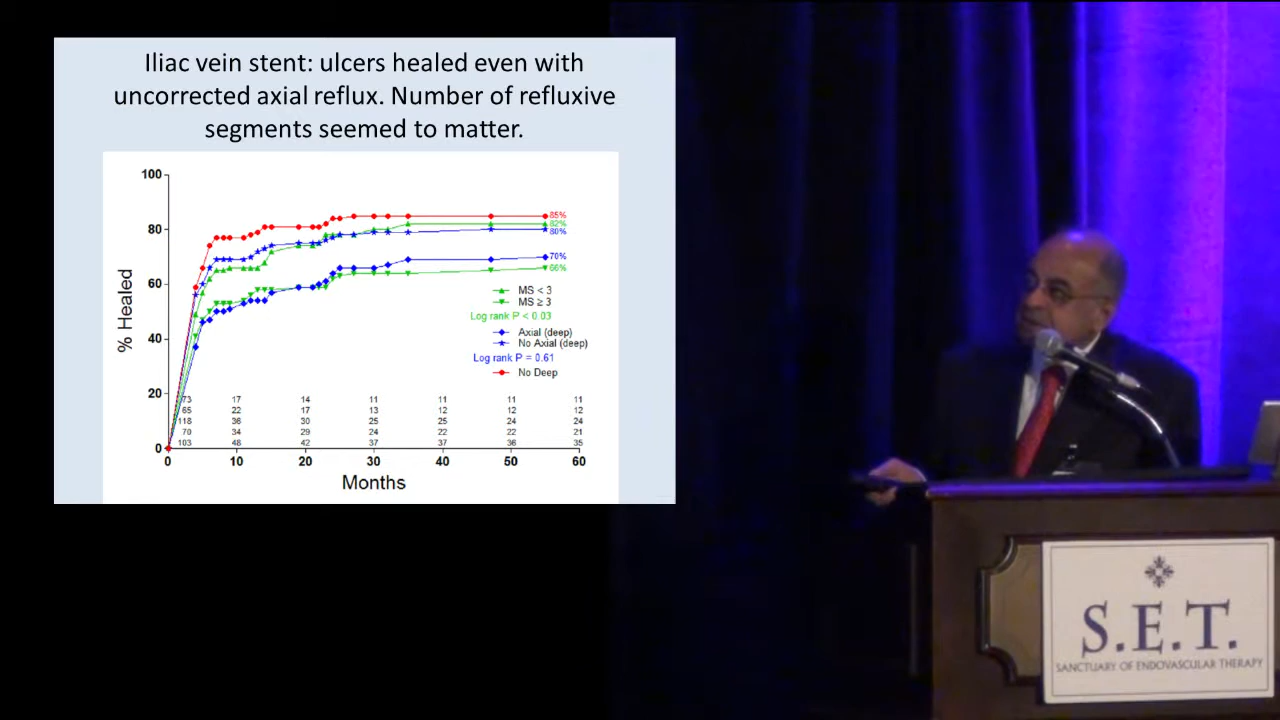 Iliac vein stent: ulcers healed even with
uncorrected axial reflux. Number of refluxive
segments seemed to matter.
100
80
60
40
20
0
% Healed
85%
82%
80%
70%
66%
MS < 3
MS ≥ 3
Log rank P < 0.03
Axial (deep)
No Axial (deep)
Log rank P = 0.61
No Deep
73 17 14 11 11 11 11
65 22 17 13 12 12 12
118 36 30 25 25 24 24
70 34 29 24 22 22 21
103 48 42 37 37 36 35
0 10 20 30 40 50 60
Months
S.E.T.
SANCTUARY OF ENDOVASCULAR THERAPY